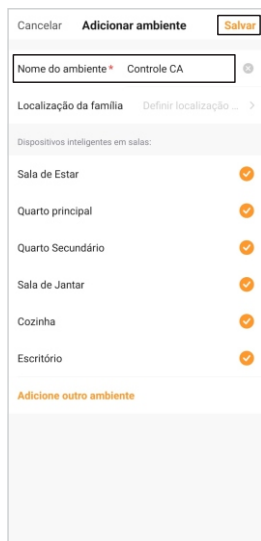 Cancelar Adicionar ambiente Salvar
Nome do ambiente* Controle CA
Localização da família Definir localização ...
Dispositivos inteligentes em salas:
Sala de Estar
Quarto principal
Quarto Secundário
Sala de Jantar
Cozinha
Escritório
Adicione outro ambiente